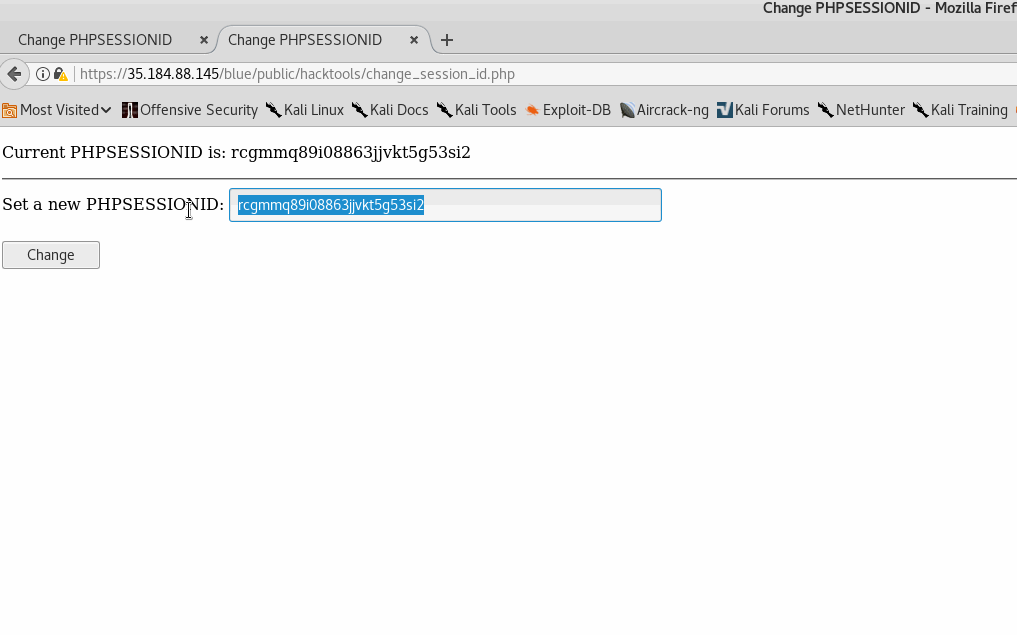 Change PHPSESSIONID - Mozilla Firef
Change PHPSESSIONID × Change PHPSESSIONID × +
https://35.184.88.145/blue/public/hacktools/change_session_id.php
Most Visited Offensive Security Kali Linux Kali Docs Kali Tools Exploit-DB Aircrack-ng Kali Forums NetHunter Kali Training
Current PHPSESSIONID is: rcgmmq89i08863jjvkt5g53si2
Set a new PHPSESSIONID: rcgmmq89i08863jjvkt5g53si2
Change